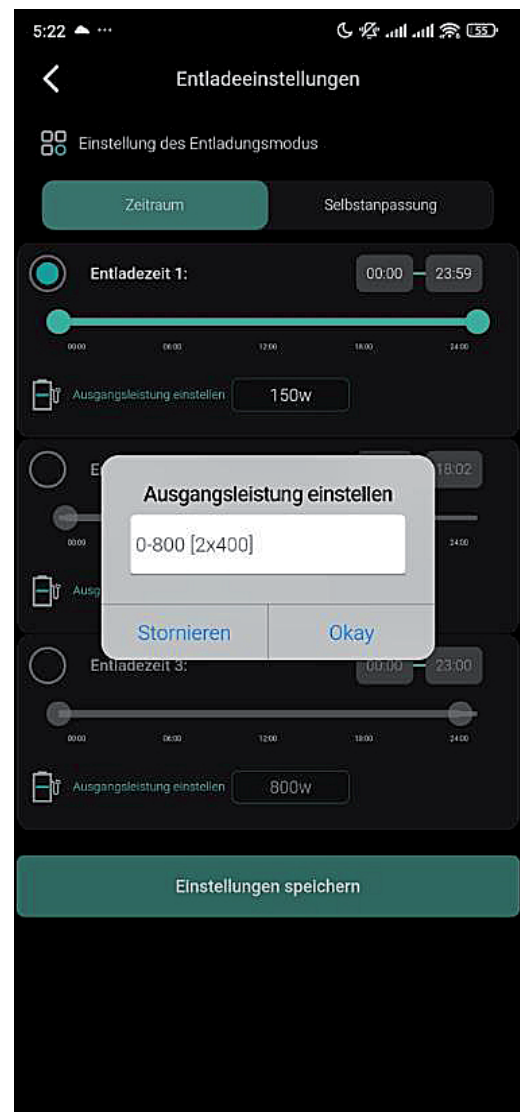 5:22 ... 55
Entladeeinstellungen
Einstellung des Entladungsmodus
Zeitraum Selbstanpassung
Entladezeit 1: 00:00 – 23:59
00:00 06:00 12:00 18:00 24:00
Ausgangsleistung einstellen 150w
18:02
Ausgangsleistung einstellen
00:00 24:00
0-800 [2x400]
Ausg
Stornieren Okay
Entladezeit 3: 00:00 – 23:00
00:00 06:00 12:00 18:00 24:00
Ausgangsleistung einstellen 800w
Einstellungen speichern